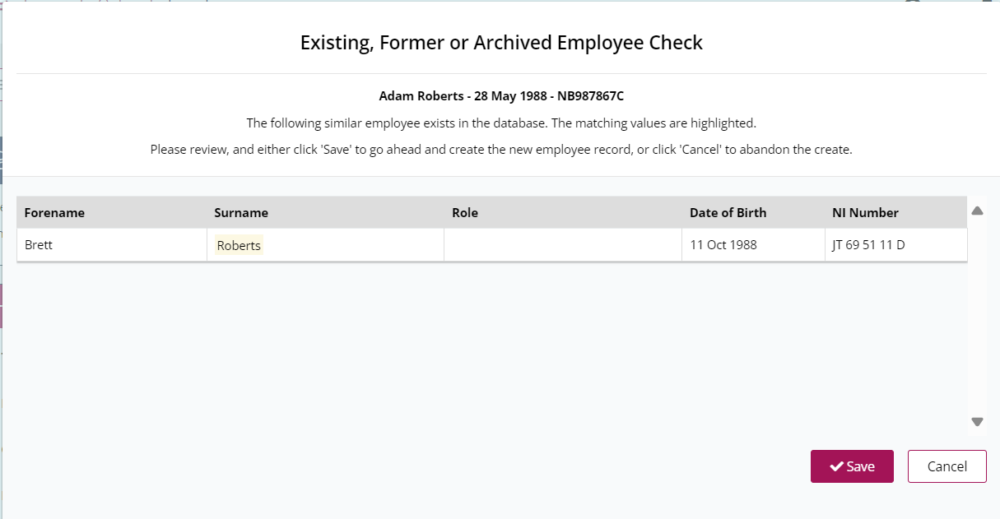 Existing, Former or Archived Employee Check
Adam Roberts - 28 May 1988 - NB987867C
The following similar employee exists in the database. The matching values are highlighted.
Please review, and either click 'Save' to go ahead and create the new employee record, or click 'Cancel' to abandon the create.
Forename Surname Role Date of Birth NI Number
Brett Roberts 11 Oct 1988 JT 69 51 11 D
Save Cancel